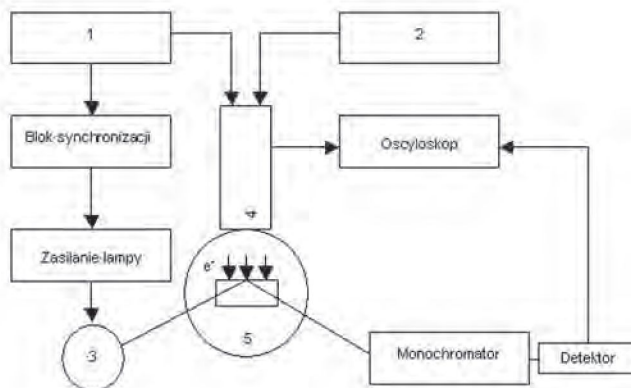 1
2
Blok synchronizacji
Oscyloskop
4
Zasilanie lampy
e-
3
5
Monochromator
Detektor